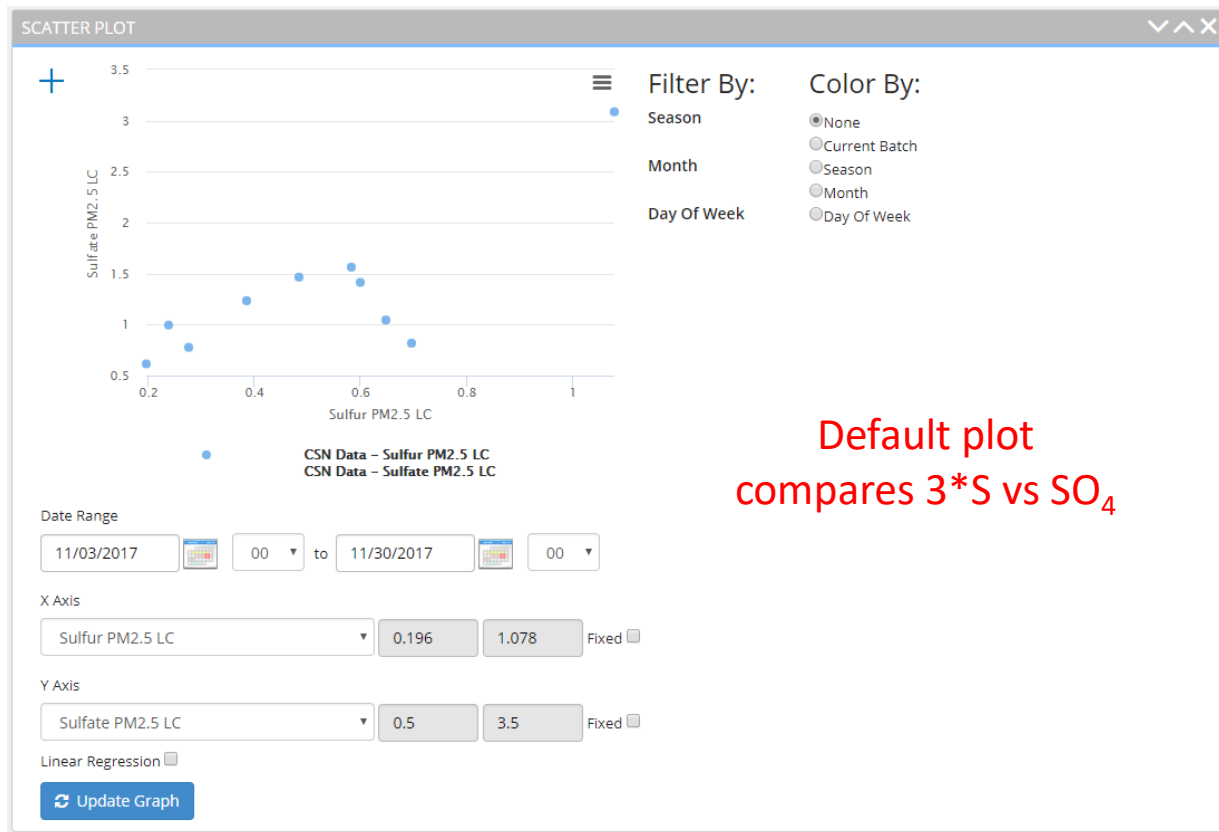 SCATTER PLOT
3.5
3
2.5
2
1.5
1
0.5
Sulfate PM2.5 LC
0.2 0.4 0.6 0.8 1
Sulfur PM2.5 LC
CSN Data – Sulfur PM2.5 LC
CSN Data – Sulfate PM2.5 LC
Filter By:
Season
Month
Day Of Week
Color By:
None
Current Batch
Season
Month
Day Of Week
Default plot
compares 3*S vs SO₄
Date Range
11/03/2017 00 to 11/30/2017 00
X Axis
Sulfur PM2.5 LC 0.196 1.078 Fixed
Y Axis
Sulfate PM2.5 LC 0.5 3.5 Fixed
Linear Regression
Update Graph